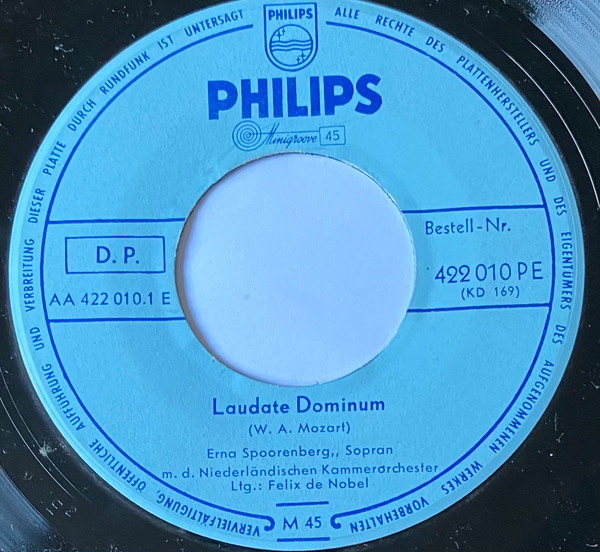 PHILIPS
PHILIPS
Minigroove 45
D. P.
AA 422 010.1 E
Bestell-Nr.
422 010 PE
(KD 169)
Laudate Dominum
(W. A. Mozart)
Erna Spoorenberg,, Sopran
m. d. Niederländischen Kammerorchester
Ltg.: Felix de Nobel
M 45
ALLE RECHTE DES PLATTENHERSTELLERS UND DES EIGENTÜMERS DES AUFGENOMMENEN WERKES VORBEHALTEN
VERVIELFÄLTIGUNG, ÖFFENTLICHE AUFFÜHRUNG UND VERBREITUNG DIESER PLATTE DURCH RUNDFUNK IST UNTERSAGT